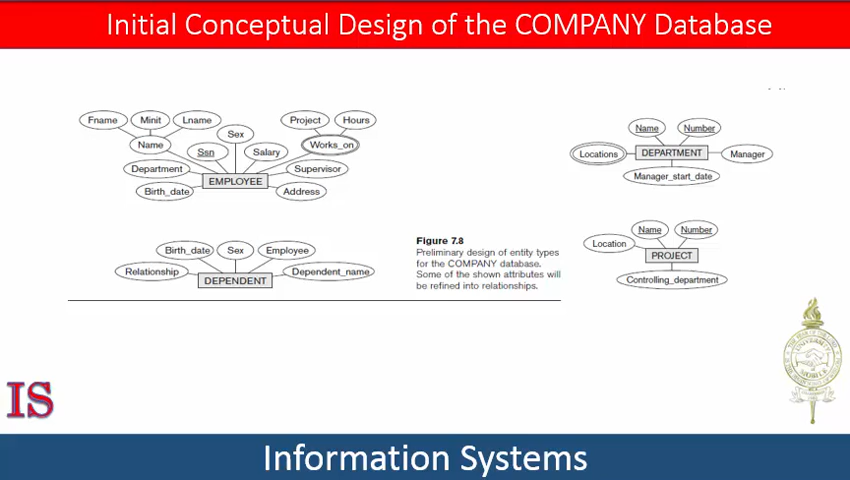 Initial Conceptual Design of the COMPANY Database
Fname
Minit
Lname
Name
Sex
Project
Hours
Ssn
Salary
Works_on
Department
Supervisor
EMPLOYEE
Birth_date
Address
Name
Number
Locations
DEPARTMENT
Manager
Manager_start_date
Birth_date
Sex
Employee
Relationship
Dependent_name
DEPENDENT
Figure 7.8
Preliminary design of entity types
for the COMPANY database.
Some of the shown attributes will
be refined into relationships.
Name
Number
Location
PROJECT
Controlling_department
IS
Information Systems